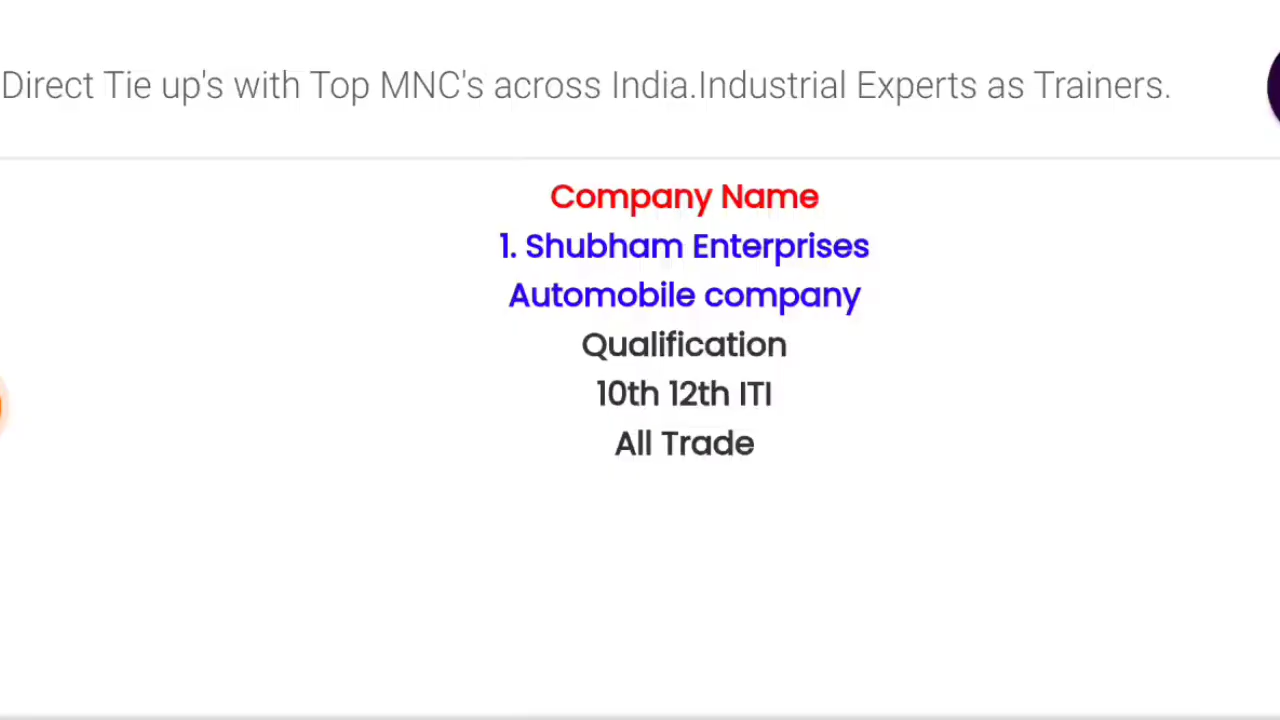 Direct Tie up's with Top MNC's across India.Industrial Experts as Trainers.
Company Name
1. Shubham Enterprises
Automobile company
Qualification
10th 12th ITI
All Trade